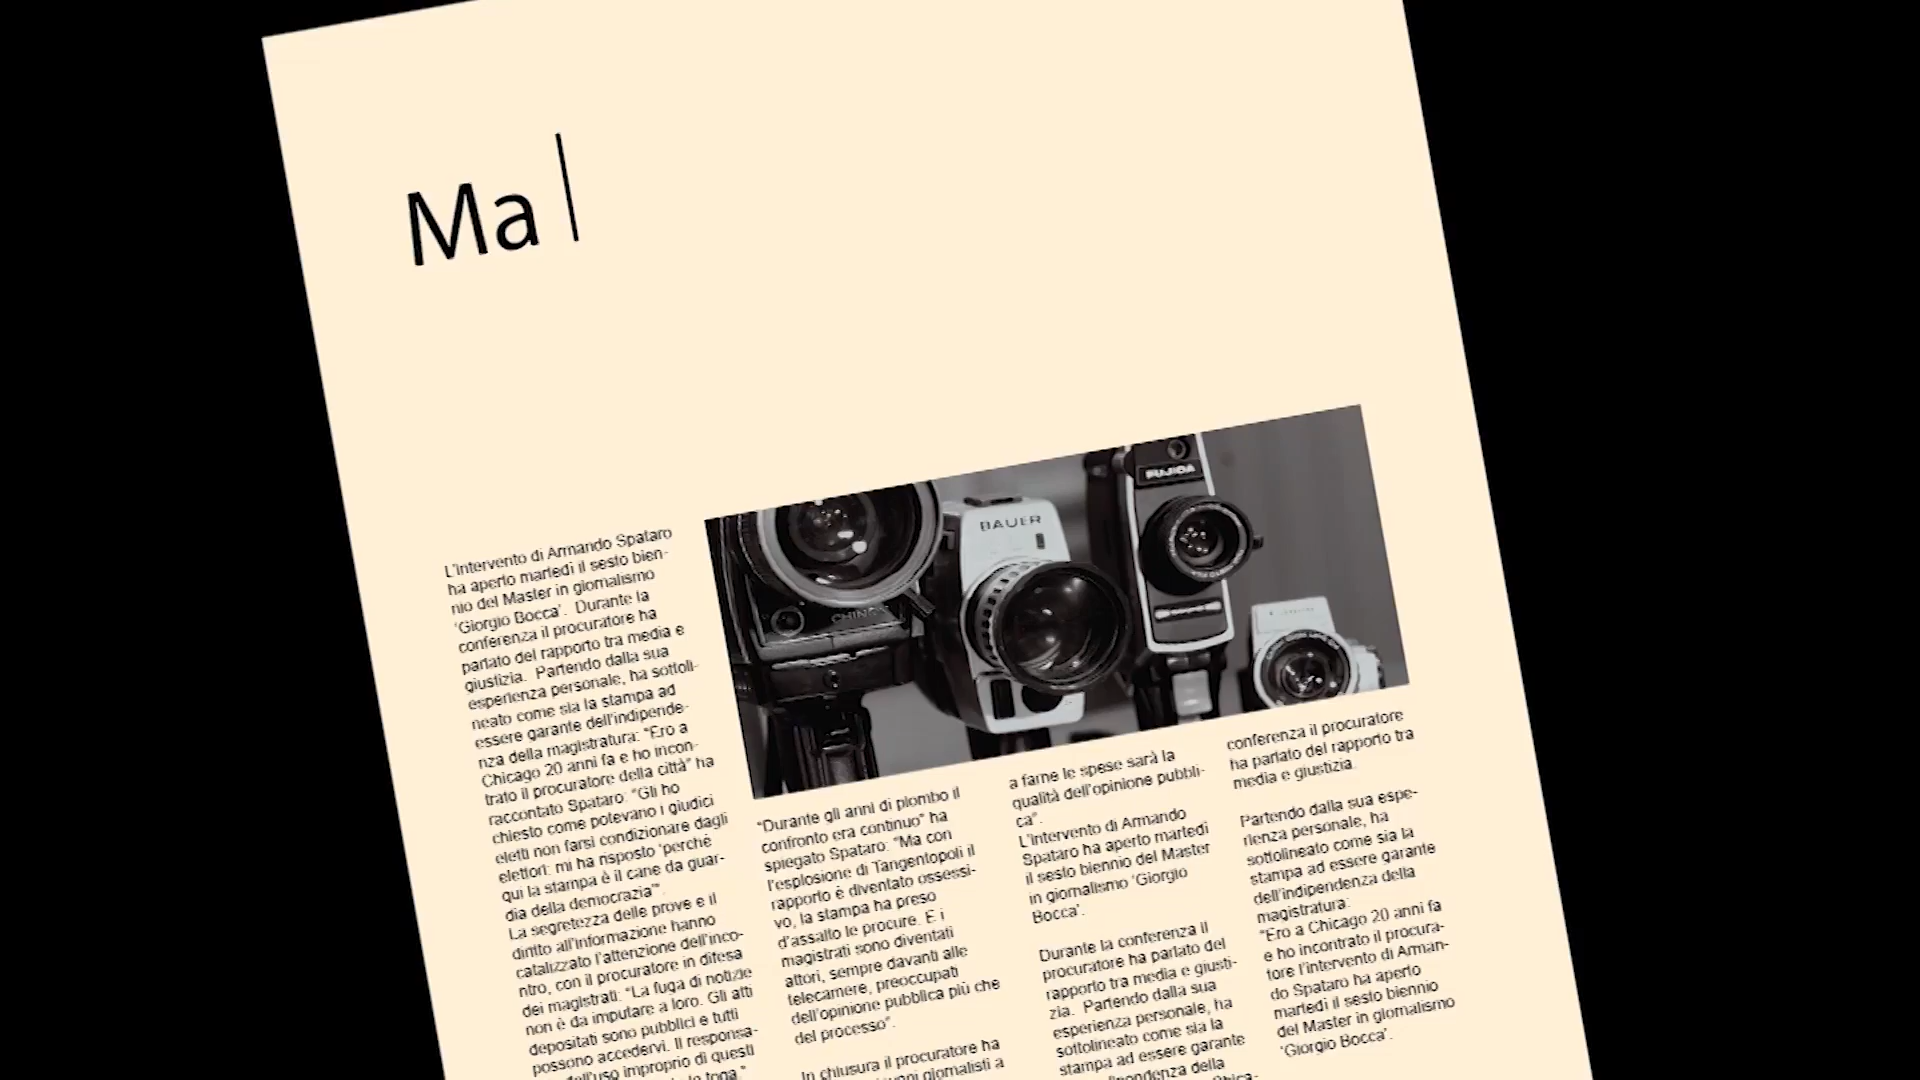 Ma
L'intervento di Armando Spataro
ha aperto martedì il sesto bien-
nio del Master in giornalismo
'Giorgio Bocca'. Durante la
conferenza il procuratore ha
parlato del rapporto tra media e
giustizia. Partendo dalla sua
esperienza personale, ha sottoli-
neato come sia la stampa ad
essere garante dell'indipende-
nza della magistratura: "Ero a
Chicago 20 anni fa e ho incon-
trato il procuratore della città" ha
raccontato Spataro: "Gli ho
chiesto come potevano i giudici
eletti non farsi condizionare dagli
elettori: mi ha risposto 'perché
qui la stampa è il cane da guar-
dia della democrazia'".
La segretezza delle prove e il
diritto all'informazione hanno
catalizzato l'attenzione dell'inco-
ntro, con il procuratore in difesa
dei magistrati: "La fuga di notizie
non è da imputare a loro. Gli atti
depositati sono pubblici e tutti
possono accedervi. Il responsa-
dell'uso improprio di questi
la toga."
BAUER
FUJICA
CHINON
"Durante gli anni di piombo il
confronto era continuo" ha
spiegato Spataro: "Ma con
l'esplosione di Tangentopoli il
rapporto è diventato ossessi-
vo, la stampa ha preso
d'assalto le procure. E i
magistrati sono diventati
attori, sempre davanti alle
telecamere, preoccupati
dell'opinione pubblica più che
del processo".
In chiusura il procuratore ha
giornalisti a
a farne le spese sarà la
qualità dell'opinione pubbli-
ca".
L'intervento di Armando
Spataro ha aperto martedì
il sesto biennio del Master
in giornalismo 'Giorgio
Bocca'.
Durante la conferenza il
procuratore ha parlato del
rapporto tra media e giusti-
zia. Partendo dalla sua
esperienza personale, ha
sottolineato come sia la
stampa ad essere garante
della
conferenza il procuratore
ha parlato del rapporto tra
media e giustizia.
Partendo dalla sua espe-
rienza personale, ha
sottolineato come sia la
stampa ad essere garante
dell'indipendenza della
magistratura:
"Ero a Chicago 20 anni fa
e ho incontrato il procura-
tore l'intervento di Arman-
do Spataro ha aperto
martedì il sesto biennio
del Master in giornalismo
'Giorgio Bocca'.